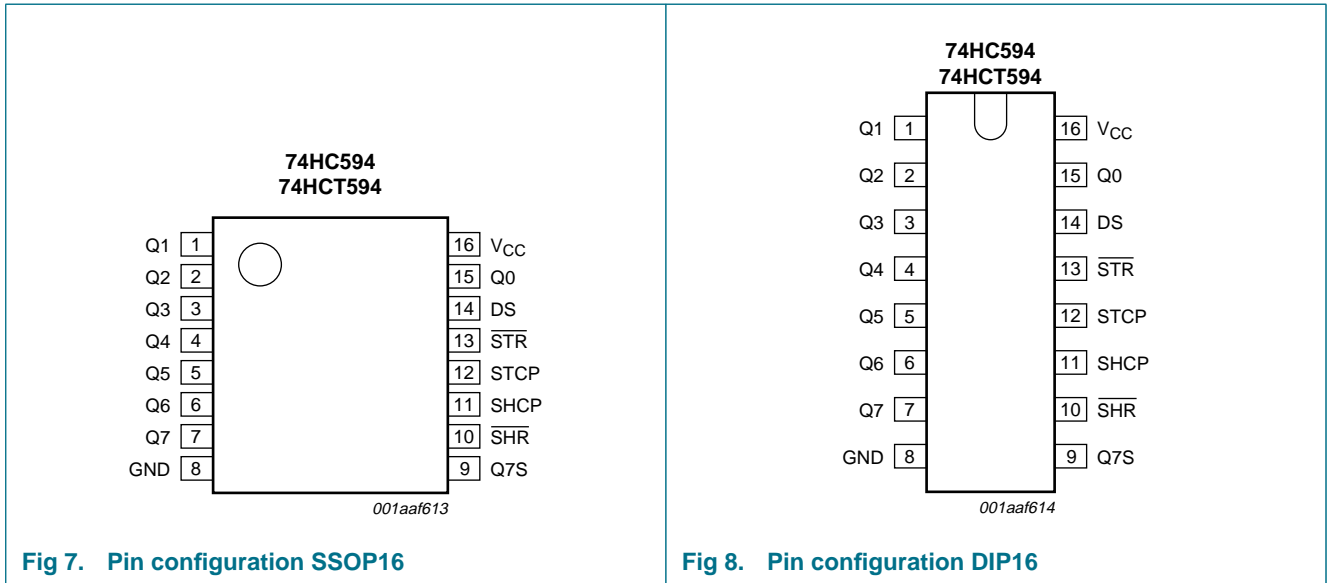 74HC594
74HCT594
Q1 1 16 VCC
Q2 2 15 Q0
Q3 3 14 DS
Q4 4 13 S̅T̅R̅
Q5 5 12 STCP
Q6 6 11 SHCP
Q7 7 10 S̅H̅R̅
GND 8 9 Q7S
001aaf613
Fig 7. Pin configuration SSOP16
74HC594
74HCT594
Q1 1 16 VCC
Q2 2 15 Q0
Q3 3 14 DS
Q4 4 13 S̅T̅R̅
Q5 5 12 STCP
Q6 6 11 SHCP
Q7 7 10 S̅H̅R̅
GND 8 9 Q7S
001aaf614
Fig 8. Pin configuration DIP16